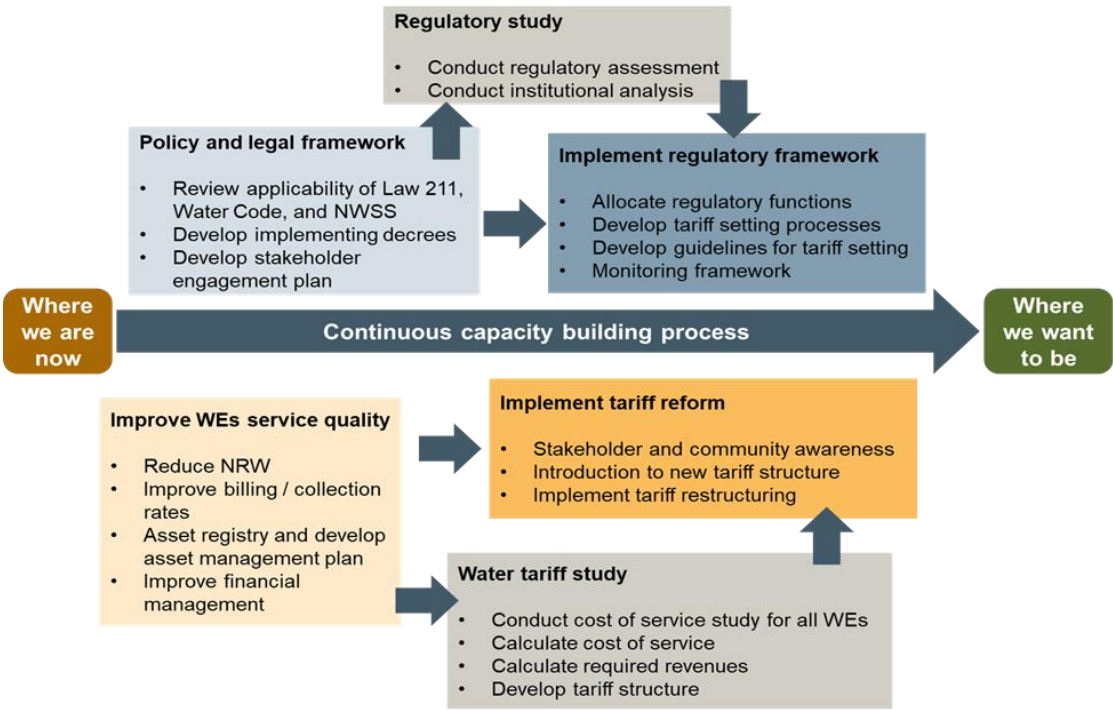 Regulatory study
• Conduct regulatory assessment
• Conduct institutional analysis
Policy and legal framework
• Review applicability of Law 211,
Water Code, and NWSS
• Develop implementing decrees
• Develop stakeholder
engagement plan
Implement regulatory framework
• Allocate regulatory functions
• Develop tariff setting processes
• Develop guidelines for tariff setting
• Monitoring framework
Where
we are
now
Continuous capacity building process
Where
we want
to be
Improve WEs service quality
• Reduce NRW
• Improve billing / collection
rates
• Asset registry and develop
asset management plan
• Improve financial
management
Implement tariff reform
• Stakeholder and community awareness
• Introduction to new tariff structure
• Implement tariff restructuring
Water tariff study
• Conduct cost of service study for all WEs
• Calculate cost of service
• Calculate required revenues
• Develop tariff structure